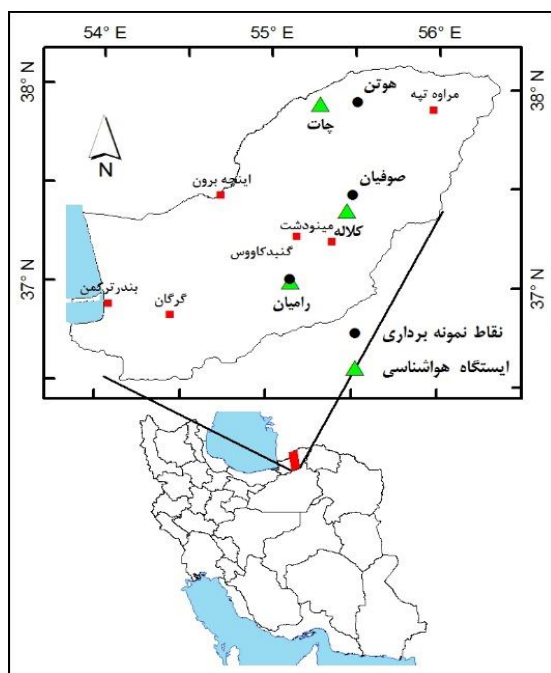 54° E
55° E
56° E
38° N
38° N
هوتن
مراوه تپه
چات
N
صوفیان
اینچه برون
کلاله
مینودشت
گنبدکاووس
37° N
37° N
رامیان
بندرترکمن
گرگان
نقاط نمونه برداری
ایستگاه هواشناسی